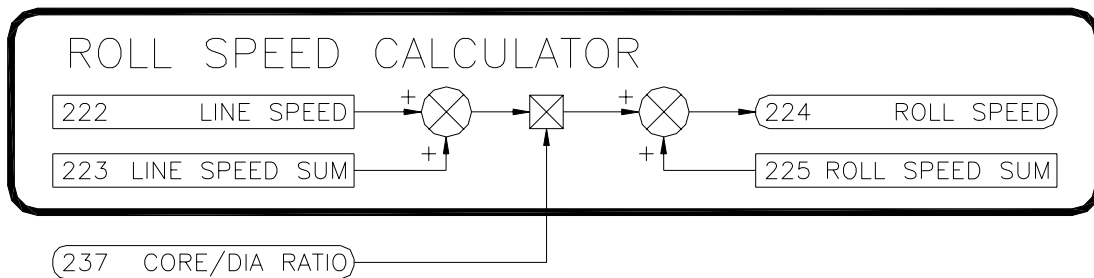 ROLL SPEED CALCULATOR
222 LINE SPEED
+
+
224 ROLL SPEED
223 LINE SPEED SUM
+
+
225 ROLL SPEED SUM
237 CORE/DIA RATIO